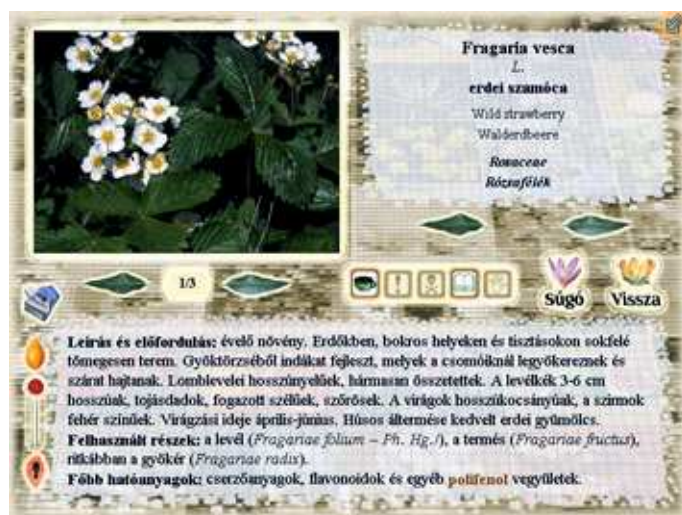 Fragaria vesca
L.
erdei szamóca
Wild strawberry
Walderdbeere
Rosaceae
Rózsafélék
1/3
Súgó
Vissza
Leírás és előfordulás: évelő növény. Erdőkben, bokros helyeken és tisztásokon sokfelé
tömegesen terem. Gyöktörzséből indákat fejleszt, melyek a csomóiknál legyökereznek és
szárat hajtanak. Lomblevelei hosszúnyelűek, hármasan összetettek. A levélkék 3-6 cm
hosszúak, tojásdadok, fogazott szélűek, szőrösek. A virágok hosszúkocsányúak, a szirmok
fehér színűek. Virágzási ideje április-június. Húsos áltermése kedvelt erdei gyümölcs.
Felhasznált részek: a levél (Fragariae folium – Ph. Hg./), a termés (Fragariae fructus),
ritkábban a gyökér (Fragariae radix).
Főbb hatóanyagok: cserzőanyagok, flavonoidok és egyéb polifenol vegyületek.